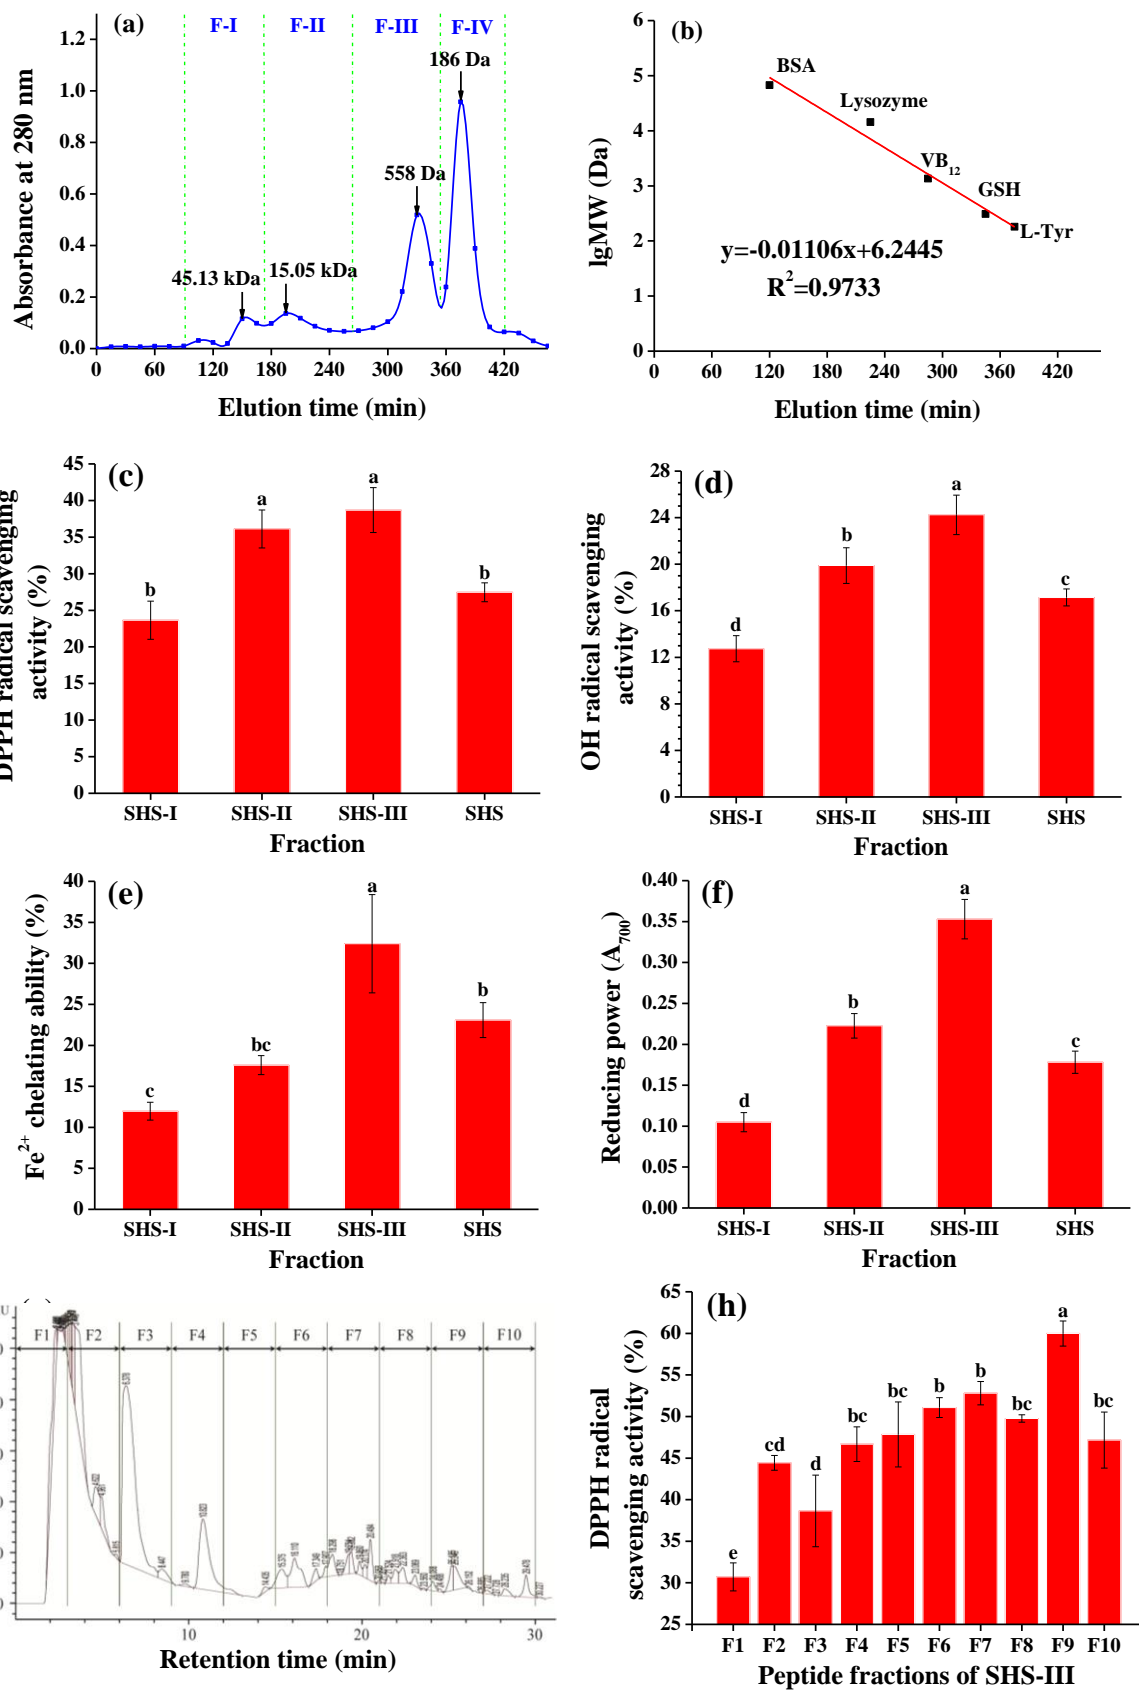 (a)
F-I
F-II
F-III
F-IV
186 Da
558 Da
45.13 kDa
15.05 kDa
1.2
1.0
0.8
0.6
0.4
0.2
0.0
Absorbance at 280 nm
0 60 120 180 240 300 360 420
Elution time (min)
(b)
BSA
Lysozyme
VB12
GSH
L-Tyr
y=-0.01106x+6.2445
R²=0.9733
6
5
4
3
2
1
0
lgMW (Da)
0 60 120 180 240 300 360 420
Elution time (min)
(c)
45
40
35
30
25
20
15
10
5
0
DPPH radical scavenging
activity (%)
b a a b
SHS-I SHS-II SHS-III SHS
Fraction
(d)
28
24
20
16
12
8
4
0
OH radical scavenging
activity (%)
d b a c
SHS-I SHS-II SHS-III SHS
Fraction
(e)
40
35
30
25
20
15
10
5
0
Fe²⁺ chelating ability (%)
c bc a b
SHS-I SHS-II SHS-III SHS
Fraction
(f)
0.40
0.35
0.30
0.25
0.20
0.15
0.10
0.05
0.00
Reducing power (A700)
d b a c
SHS-I SHS-II SHS-III SHS
Fraction
F1 F2 F3 F4 F5 F6 F7 F8 F9 F10
10 20 30
Retention time (min)
(h)
65
60
55
50
45
40
35
30
25
DPPH radical
scavenging activity (%)
e cd d bc bc b b bc a bc
F1 F2 F3 F4 F5 F6 F7 F8 F9 F10
Peptide fractions of SHS-III